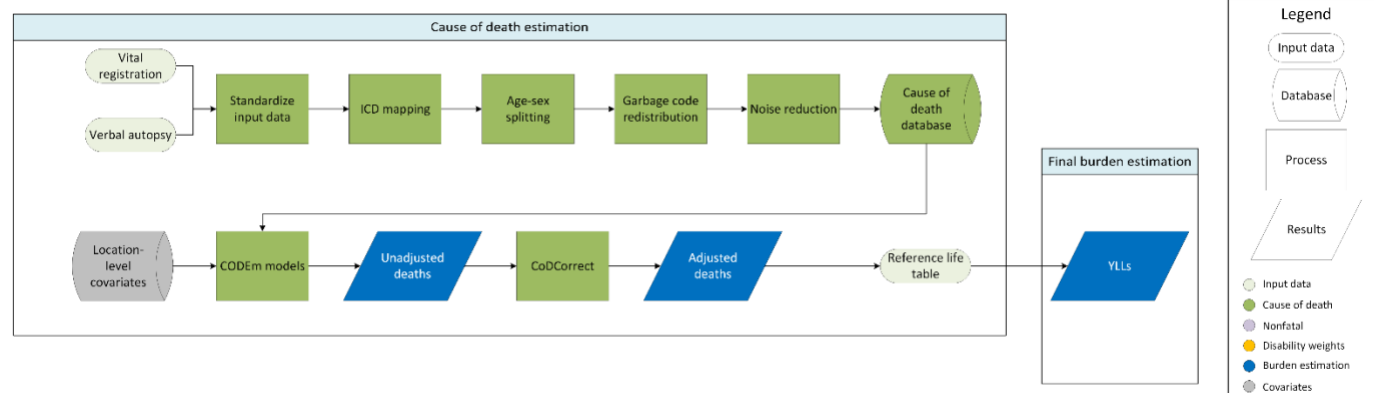 Cause of death estimation
Vital
registration
Verbal autopsy
Standardize
input data
ICD mapping
Age-sex
splitting
Garbage code
redistribution
Noise reduction
Cause of
death
database
Location-
level
covariates
CODEm models
Unadjusted
deaths
CoDCorrect
Adjusted
deaths
Reference life
table
Final burden estimation
YLLs
Legend
Input data
Database
Process
Results
Input data
Cause of death
Nonfatal
Disability weights
Burden estimation
Covariates